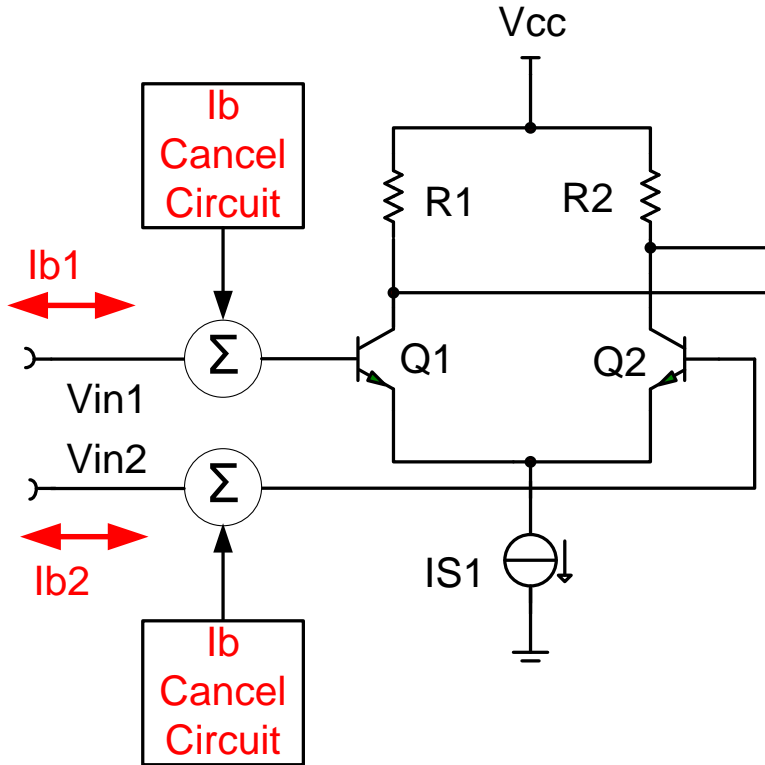 Vcc
Ib
Cancel
Circuit
R1
R2
Ib1
Σ
Q1
Q2
Vin1
Vin2
Σ
IS1
Ib2
Ib
Cancel
Circuit